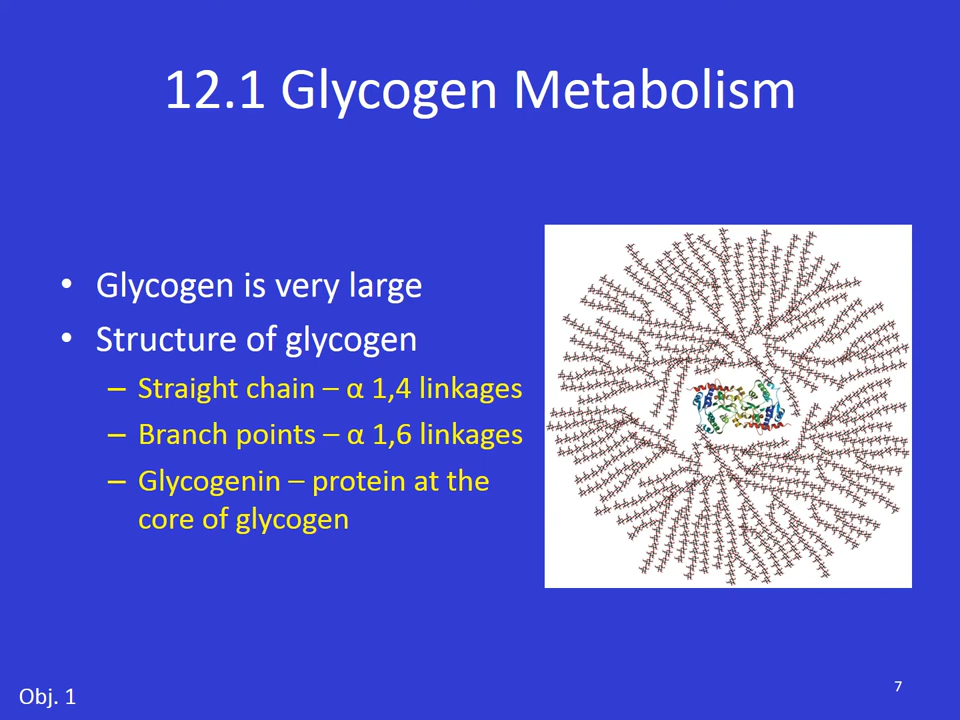 12.1 Glycogen Metabolism
• Glycogen is very large
• Structure of glycogen
– Straight chain – α 1,4 linkages
– Branch points – α 1,6 linkages
– Glycogenin – protein at the
core of glycogen
Obj. 1
7